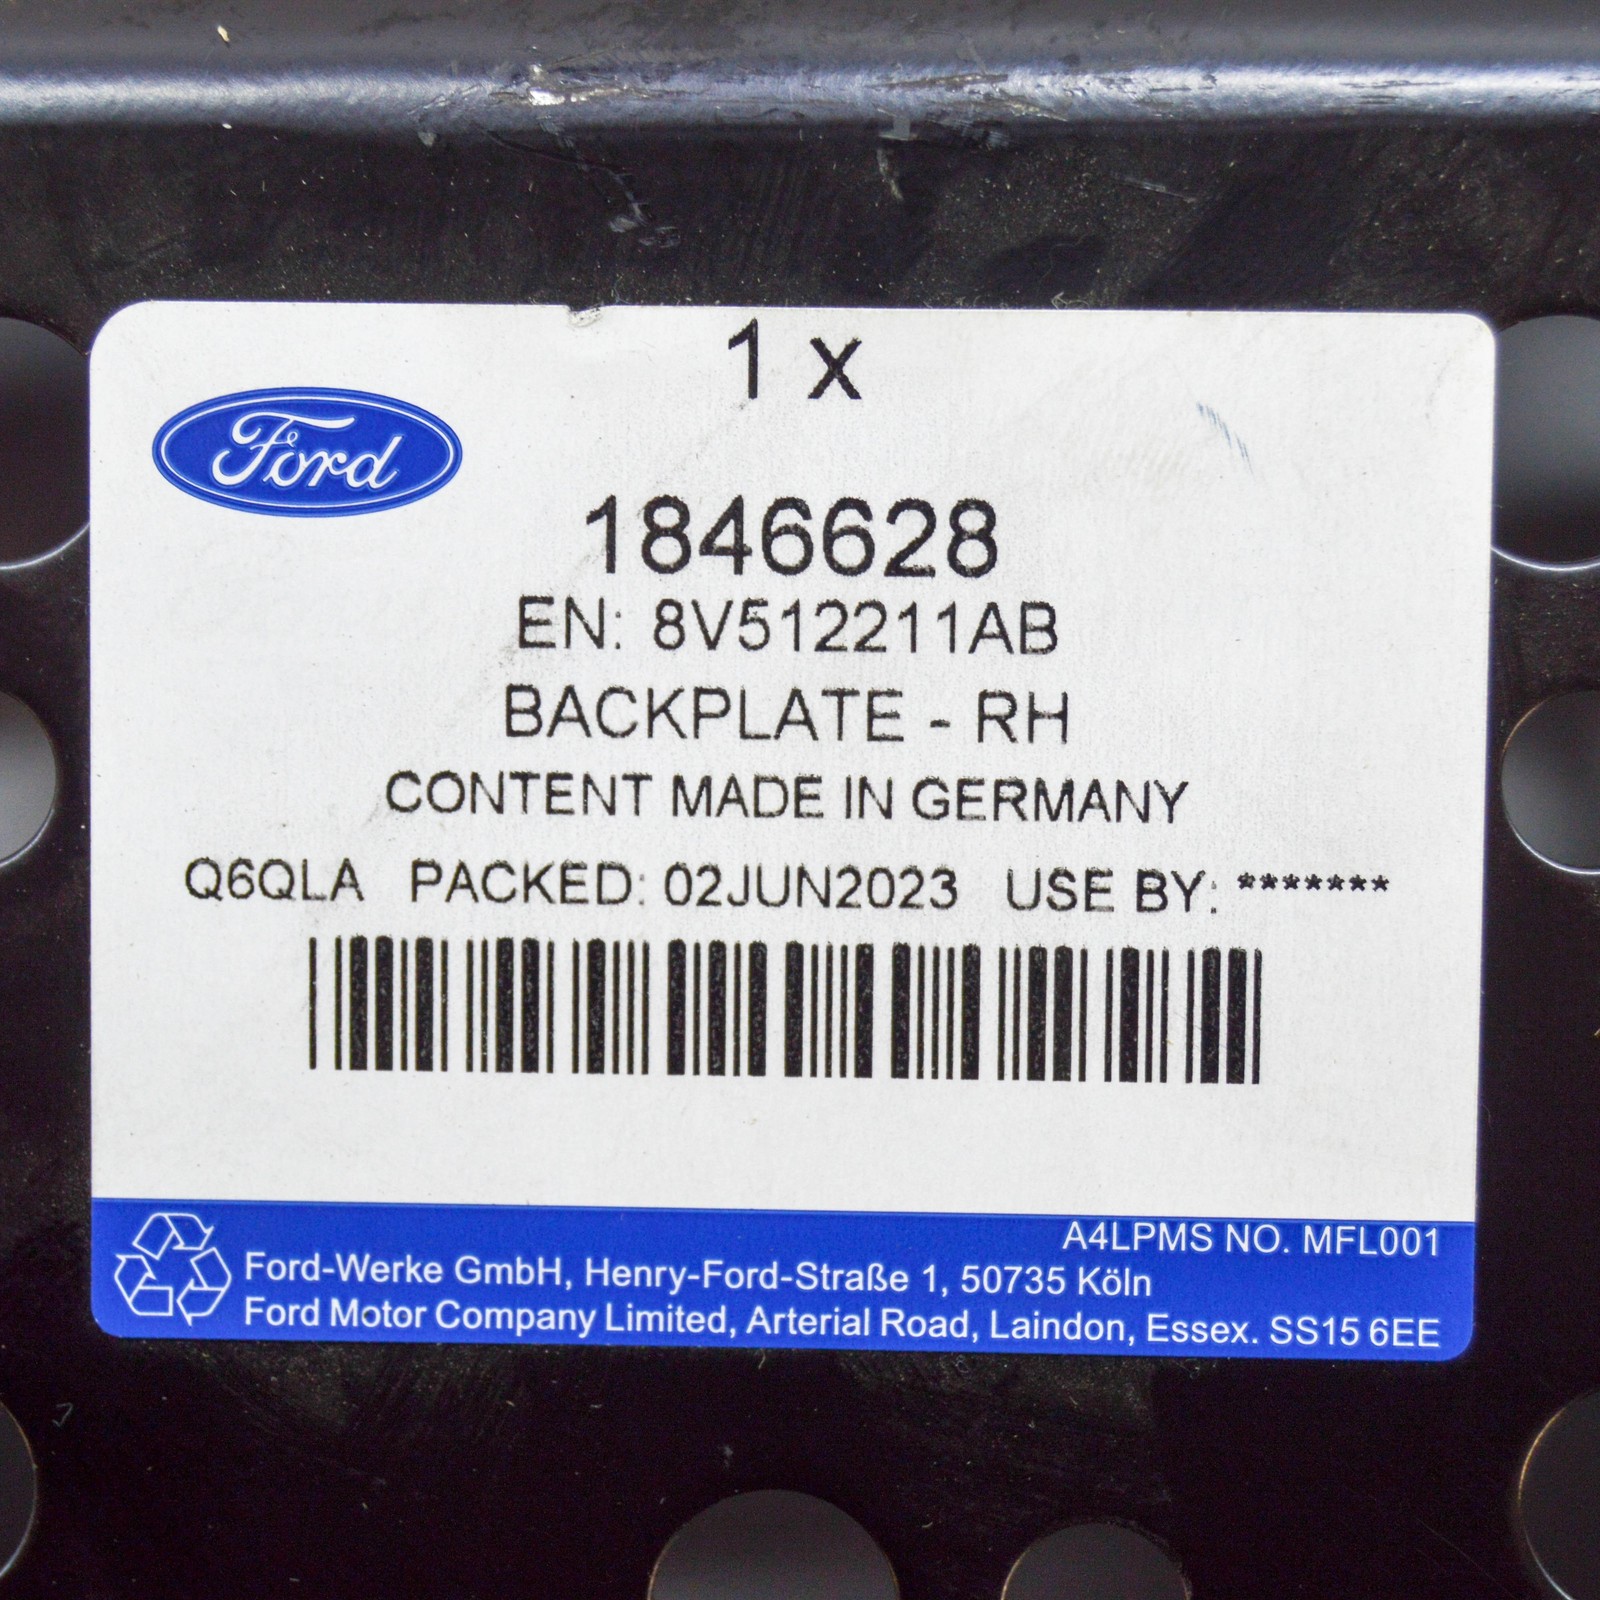 1 x
Ford
1846628
EN: 8V512211AB
BACKPLATE - RH
CONTENT MADE IN GERMANY
Q6QLA PACKED: 02JUN2023 USE BY: *******
A4LPMS NO. MFL001
Ford-Werke GmbH, Henry-Ford-Straße 1, 50735 Köln
Ford Motor Company Limited, Arterial Road, Laindon, Essex. SS15 6EE